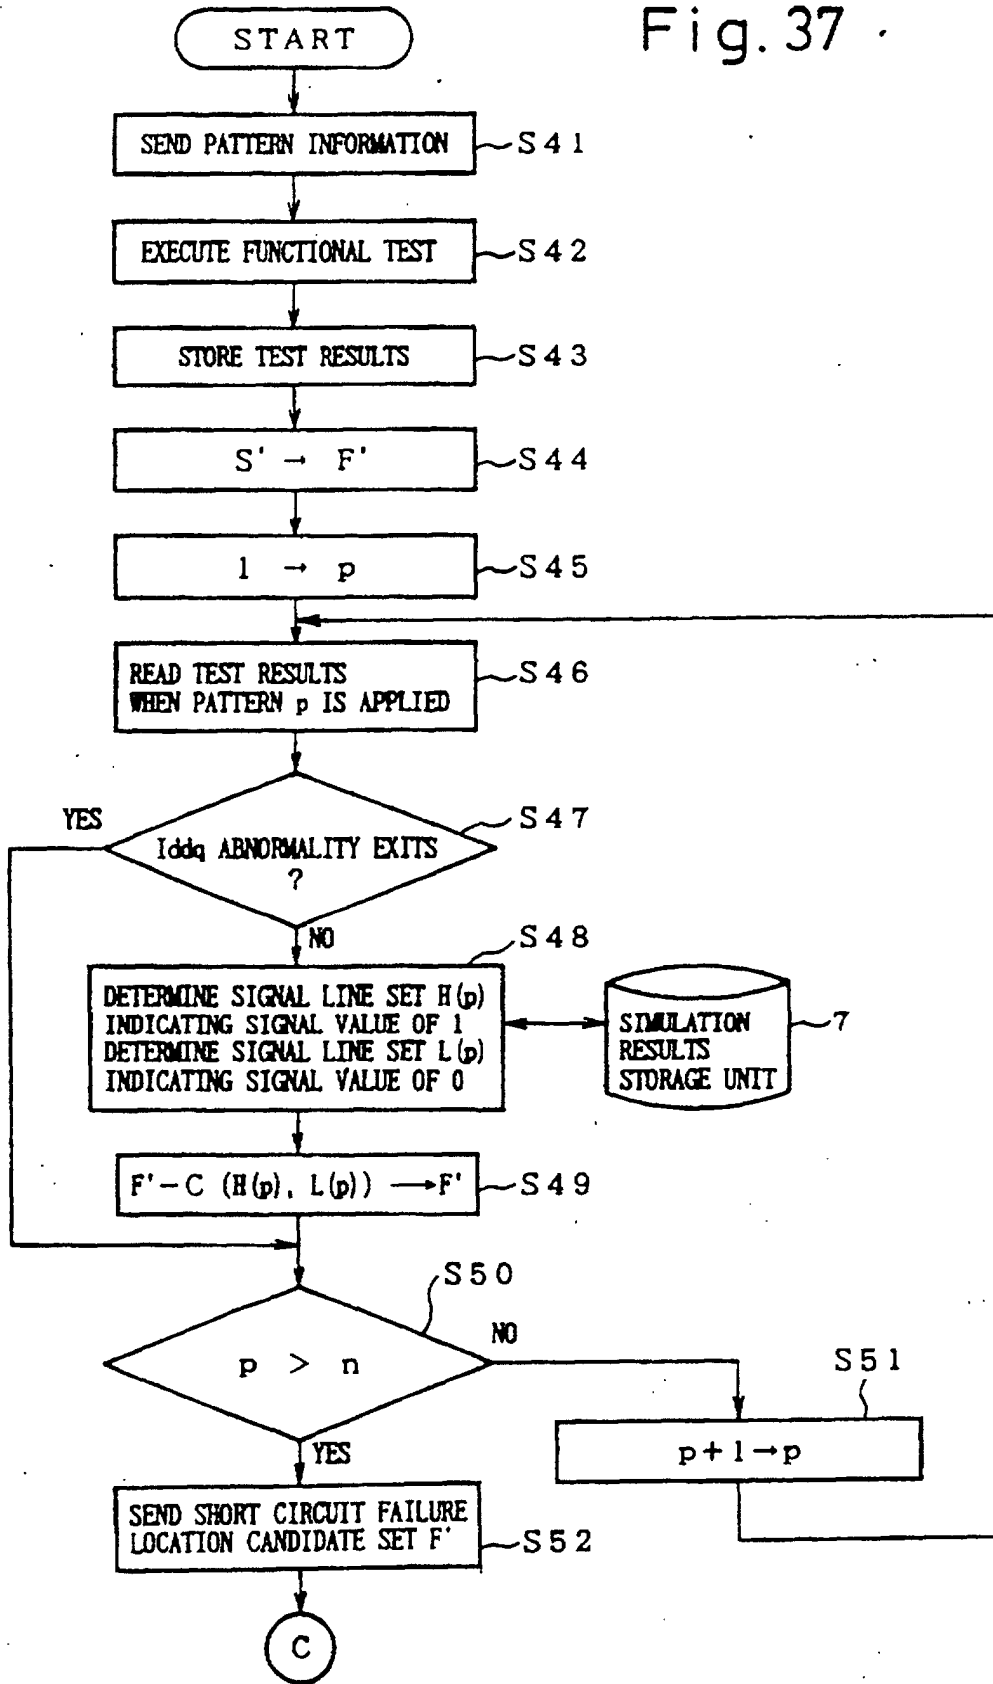 Fig. 37
START
SEND PATTERN INFORMATION
S41
EXECUTE FUNCTIONAL TEST
S42
STORE TEST RESULTS
S43
S' → F'
S44
1 → p
S45
READ TEST RESULTS
WHEN PATTERN p IS APPLIED
S46
S47
YES
Iddq ABNORMALITY EXITS
?
NO
S48
DETERMINE SIGNAL LINE SET H(p)
INDICATING SIGNAL VALUE OF 1
DETERMINE SIGNAL LINE SET L(p)
INDICATING SIGNAL VALUE OF 0
SIMULATION
RESULTS
STORAGE UNIT
7
F'-C (H(p), L(p)) →F'
S49
S50
p > n
NO
S51
p+1→p
YES
SEND SHORT CIRCUIT FAILURE
LOCATION CANDIDATE SET F'
S52
C